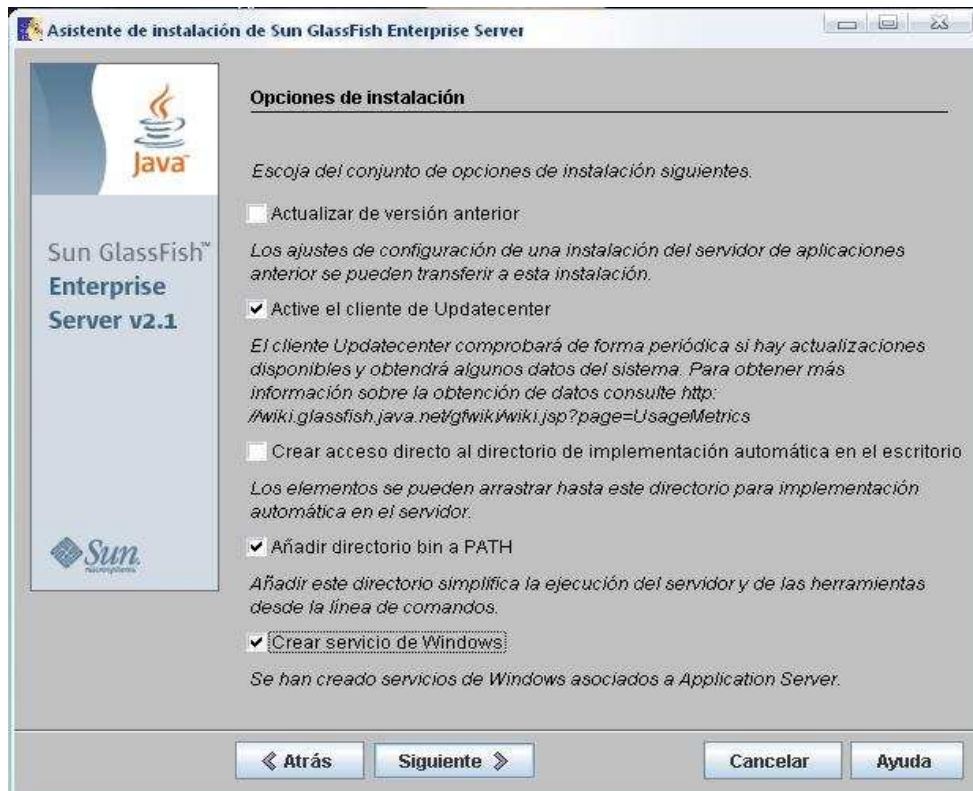 Asistente de instalación de Sun GlassFish Enterprise Server
Opciones de instalación
Java
Sun GlassFish™
Enterprise
Server v2.1
Sun
microsystems
Escoja del conjunto de opciones de instalación siguientes.
Actualizar de versión anterior
Los ajustes de configuración de una instalación del servidor de aplicaciones
anterior se pueden transferir a esta instalación.
Active el cliente de Updatecenter
El cliente Updatecenter comprobará de forma periódica si hay actualizaciones
disponibles y obtendrá algunos datos del sistema. Para obtener más
información sobre la obtención de datos consulte http:
//wiki.glassfish.java.net/gfwiki/wiki.jsp?page=UsageMetrics
Crear acceso directo al directorio de implementación automática en el escritorio
Los elementos se pueden arrastrar hasta este directorio para implementación
automática en el servidor.
Añadir directorio bin a PATH
Añadir este directorio simplifica la ejecución del servidor y de las herramientas
desde la línea de comandos.
Crear servicio de Windows
Se han creado servicios de Windows asociados a Application Server.
Atrás
Siguiente
Cancelar
Ayuda